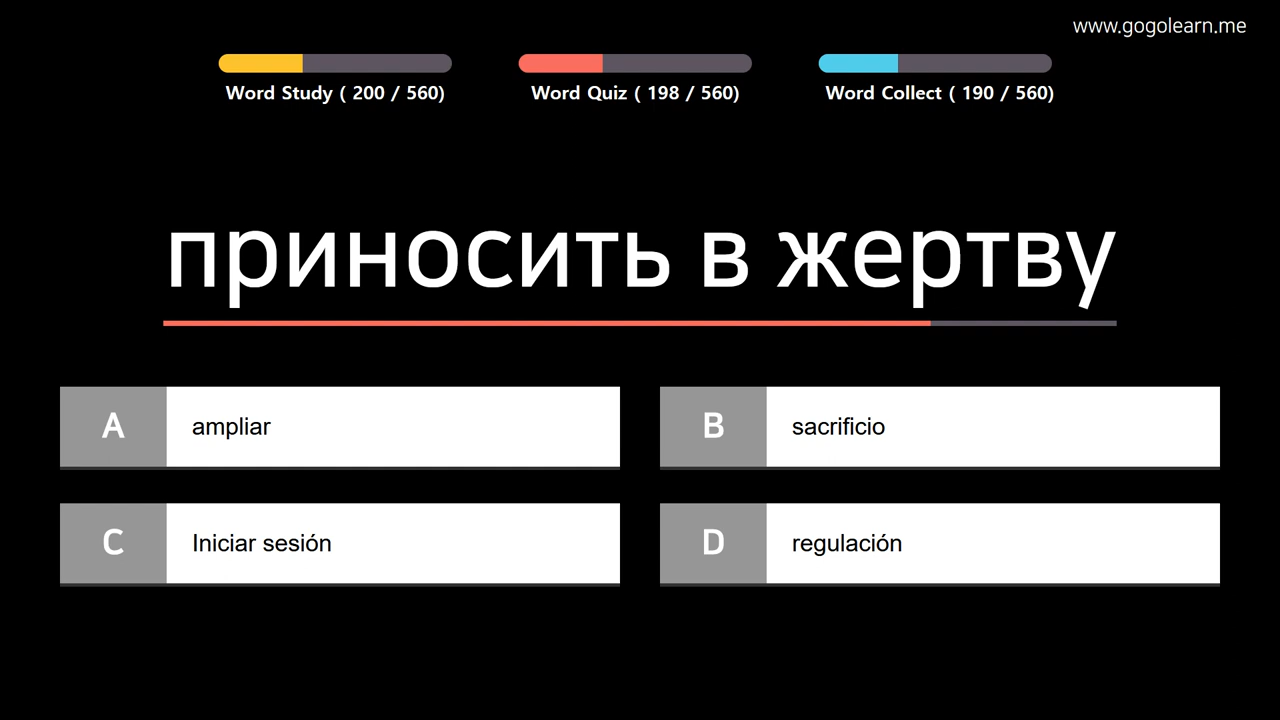 www.gogolearn.me
Word Study ( 200 / 560)
Word Quiz ( 198 / 560)
Word Collect ( 190 / 560)
приносить в жертву
A
ampliar
B
sacrificio
C
Iniciar sesión
D
regulación